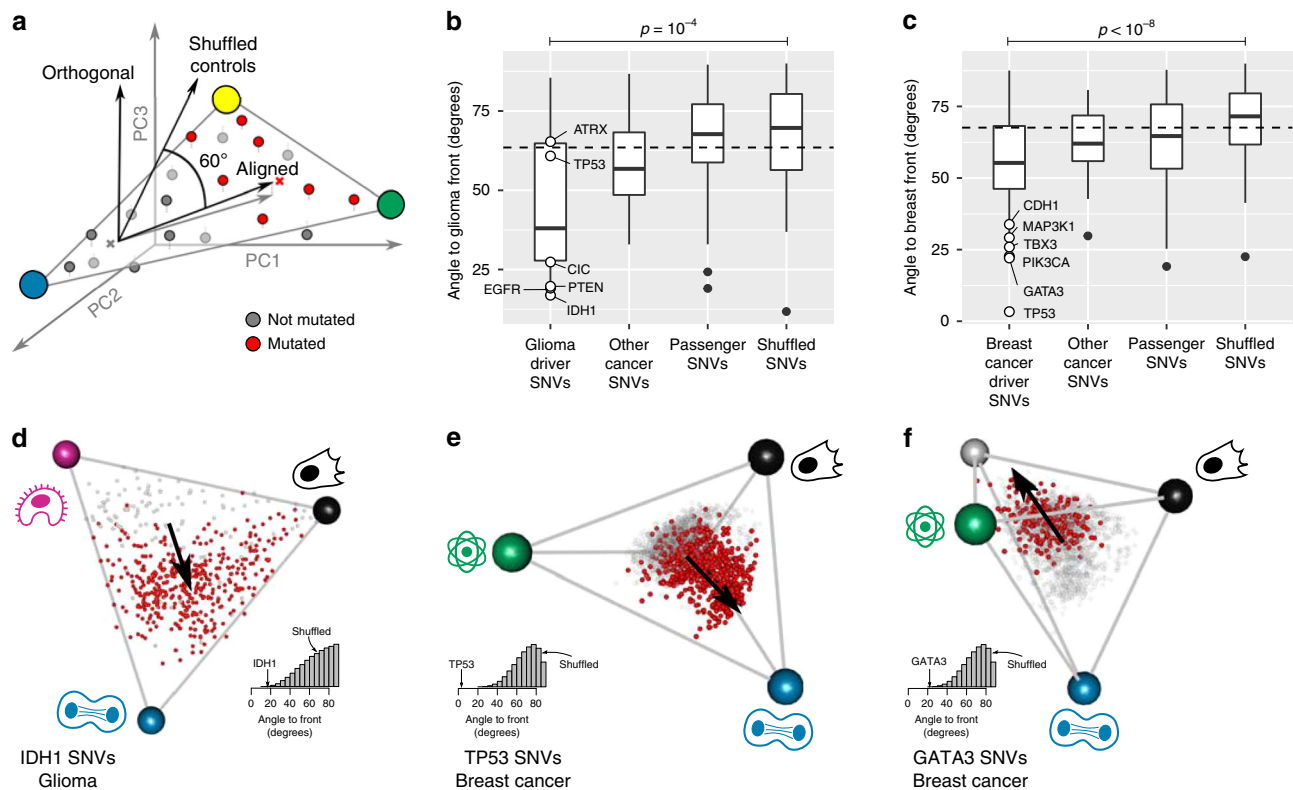 a
Shuffled
controls
Orthogonal
PC3
60°
Aligned
PC1
PC2
Not mutated
Mutated
b
p = 10⁻⁴
Angle to glioma front (degrees)
75
50
25
ATRX
TP53
CIC
PTEN
EGFR
IDH1
Glioma
driver
SNVs
Other
cancer
SNVs
Passenger
SNVs
Shuffled
SNVs
c
p < 10⁻⁸
Angle to breast front (degrees)
75
50
25
0
CDH1
MAP3K1
TBX3
PIK3CA
GATA3
TP53
Breast
cancer
driver
SNVs
Other
cancer
SNVs
Passenger
SNVs
Shuffled
SNVs
d
Shuffled
IDH1
0 20 40 60 80
Angle to front
(degrees)
IDH1 SNVs
Glioma
e
TP53
Shuffled
0 20 40 60 80
Angle to front
(degrees)
TP53 SNVs
Breast cancer
f
GATA3
Shuffled
0 20 40 60 80
Angle to front
(degrees)
GATA3 SNVs
Breast cancer